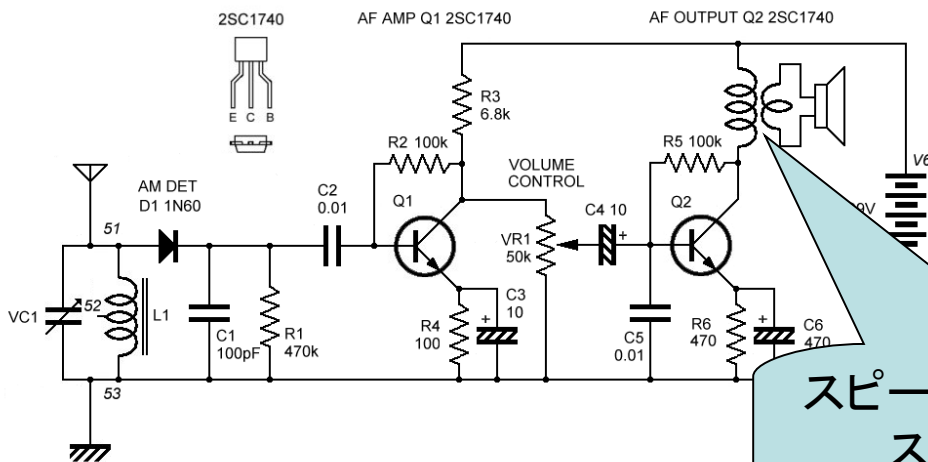 2SC1740
AF AMP Q1 2SC1740
AF OUTPUT Q2 2SC1740
E C B
R3
6.8k
R2 100k
R5 100k
VOLUME
CONTROL
AM DET
D1 1N60
C2
0.01
Q1
C4 10
+
Q2
V6
9V
51
VR1
50k
VC1
52
L1
C1
100pF
R1
470k
R4
100
+
C3
10
C5
0.01
R6
470
+
C6
470
53
スピー
ス